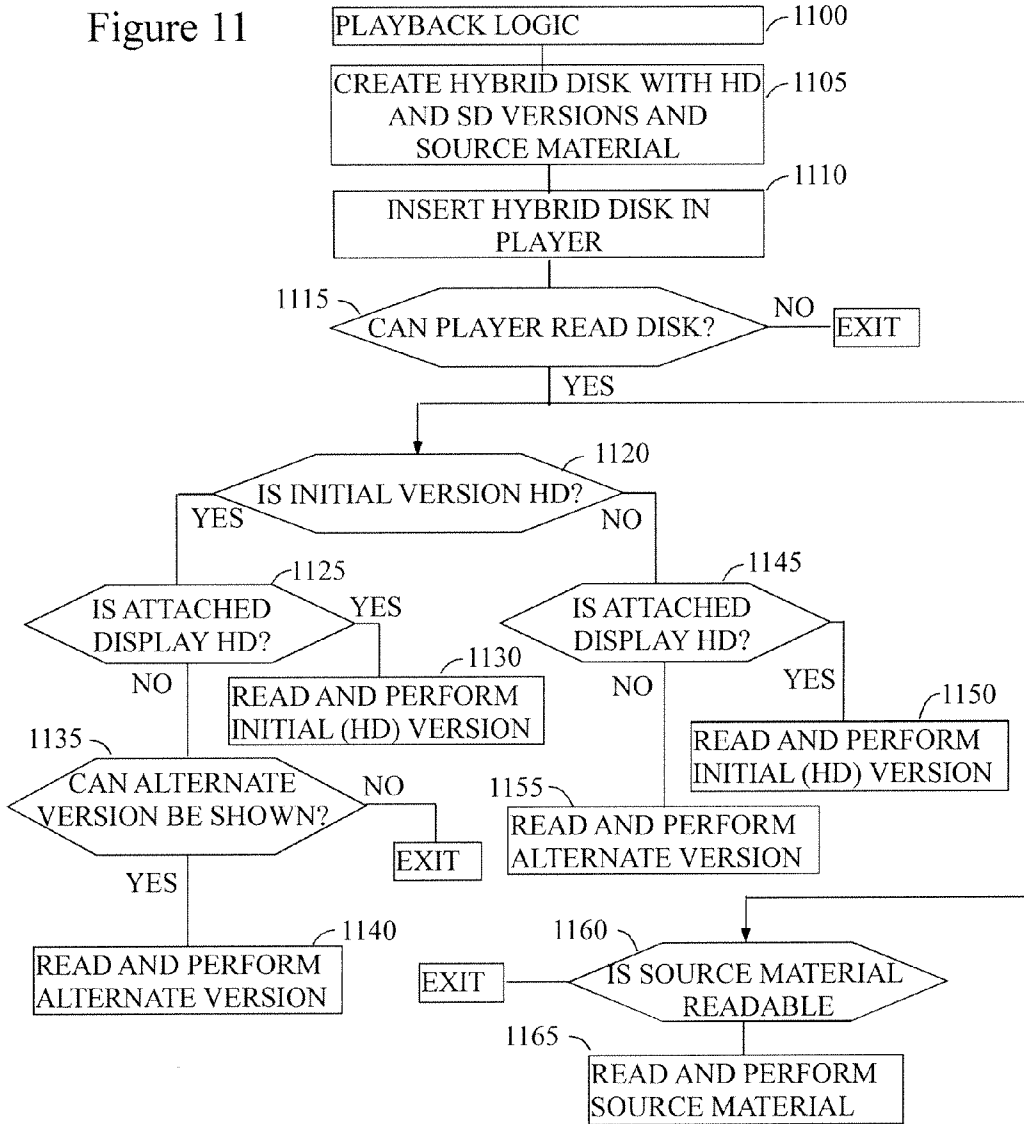 Figure 11
PLAYBACK LOGIC
1100
CREATE HYBRID DISK WITH HD
AND SD VERSIONS AND
SOURCE MATERIAL
1105
1110
INSERT HYBRID DISK IN
PLAYER
1115
CAN PLAYER READ DISK?
NO
EXIT
YES
1120
IS INITIAL VERSION HD?
YES
NO
1125
IS ATTACHED
DISPLAY HD?
YES
NO
1130
READ AND PERFORM
INITIAL (HD) VERSION
1135
CAN ALTERNATE
VERSION BE SHOWN?
NO
EXIT
YES
1140
READ AND PERFORM
ALTERNATE VERSION
1145
IS ATTACHED
DISPLAY HD?
NO
YES
1150
READ AND PERFORM
INITIAL (HD) VERSION
1155
READ AND PERFORM
ALTERNATE VERSION
1160
IS SOURCE MATERIAL
READABLE
EXIT
1165
READ AND PERFORM
SOURCE MATERIAL